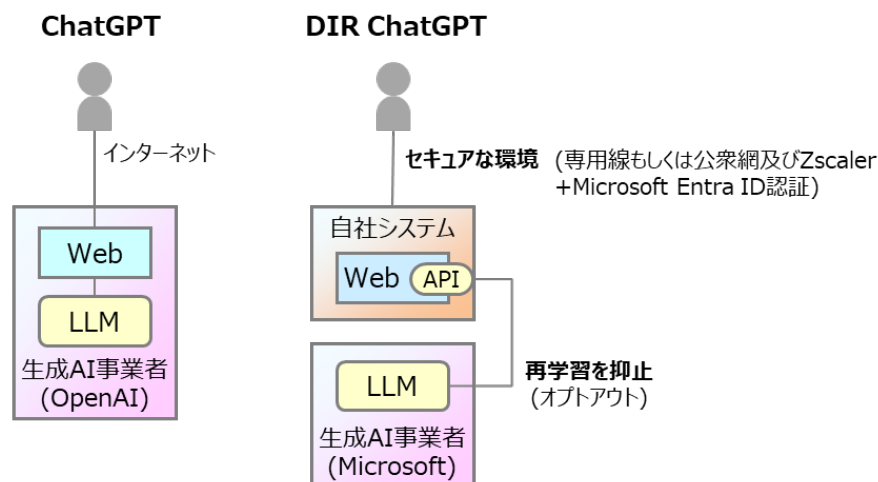 ChatGPT
インターネット
Web
LLM
生成AI事業者
(OpenAI)
DIR ChatGPT
セキュアな環境 (専用線もしくは公衆網及びZscaler
+Microsoft Entra ID認証)
自社システム
Web API
再学習を抑止
(オプトアウト)
LLM
生成AI事業者
(Microsoft)